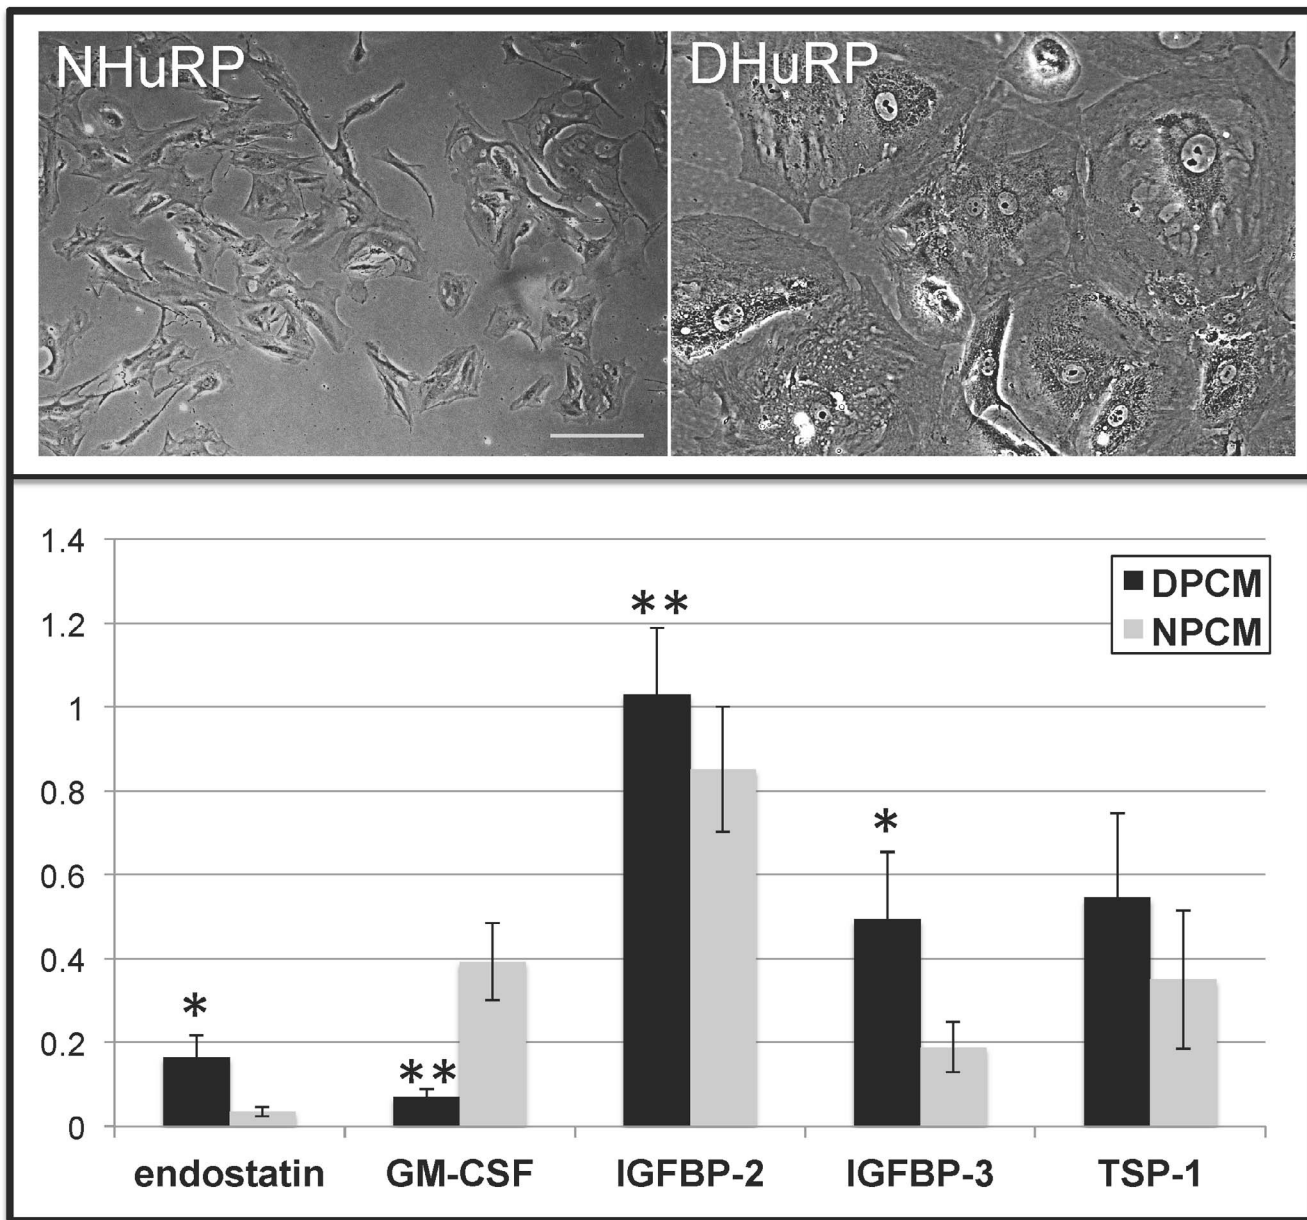 NHuRP
DHuRP
1.4
1.2
1
0.8
0.6
0.4
0.2
0
DPCM
NPCM
*
**
**
*
endostatin
GM-CSF
IGFBP-2
IGFBP-3
TSP-1